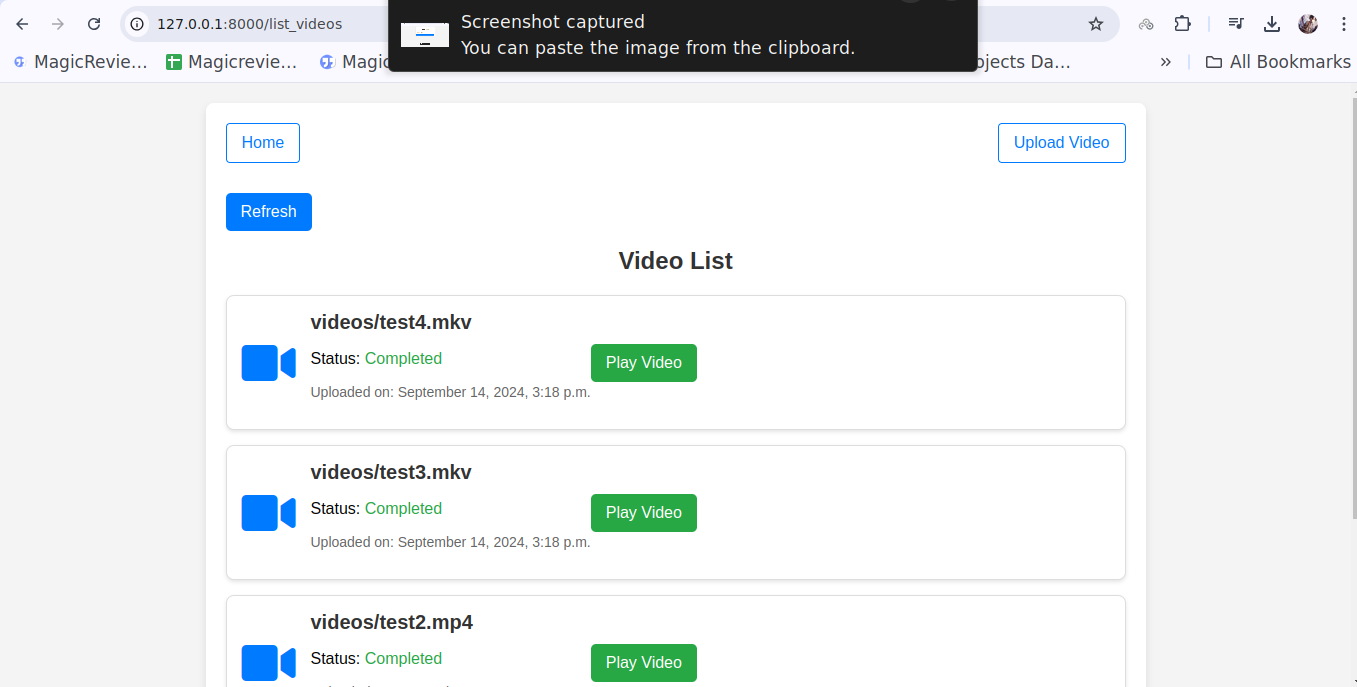 127.0.0.1:8000/list_videos
Screenshot captured
You can paste the image from the clipboard.
MagicRevie... Magicrevie... Magic ojects Da... » All Bookmarks
Home Upload Video
Refresh
Video List
videos/test4.mkv
Status: Completed
Play Video
Uploaded on: September 14, 2024, 3:18 p.m.
videos/test3.mkv
Status: Completed
Play Video
Uploaded on: September 14, 2024, 3:18 p.m.
videos/test2.mp4
Status: Completed
Play Video